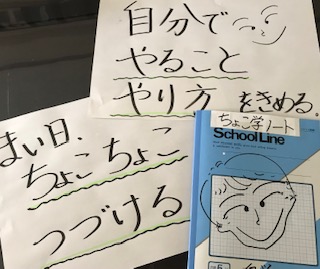 自分で
やること
やり方 をきめる。
まい日、
ちょこちょこ
つづける
ちょこ学ノート
School Line